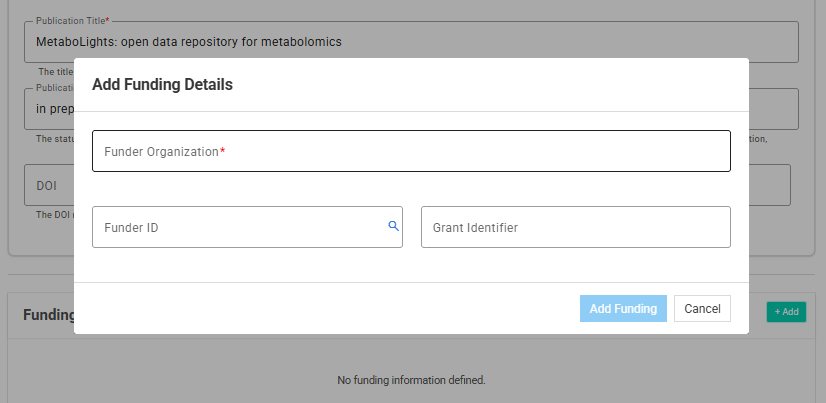 Publication Title*
MetaboLights: open data repository for metabolomics
The title
Add Funding Details
in prep
The statu
tion,
Funder Organization*
DOI
The DOI
Funder ID
Grant Identifier
Add Funding
Cancel
Funding
+ Add
No funding information defined.